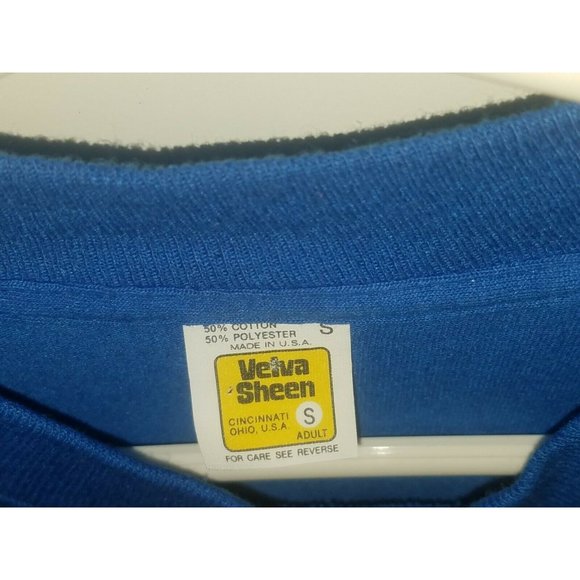 50% COTTON S
50% POLYESTER
MADE IN U.S.A.
Velva
Sheen
CINCINNATI S
OHIO, U.S.A. ADULT
FOR CARE SEE REVERSE